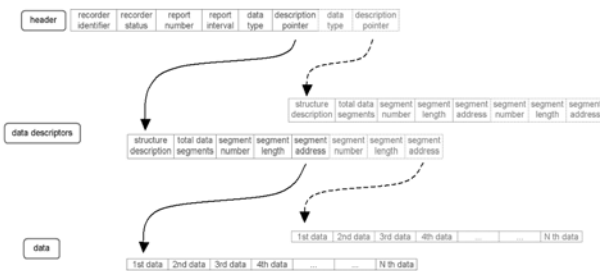 header
recorder identifier
recorder status
report number
report interval
data type
description pointer
data type
description pointer
structure description
total data segments
segment number
segment length
segment address
segment number
segment length
segment address
data descriptors
structure description
total data segments
segment number
segment length
segment address
segment number
segment length
segment address
1st data 2nd data 3rd data 4th data ... ... N th data
data
1st data 2nd data 3rd data 4th data ... ... N th data